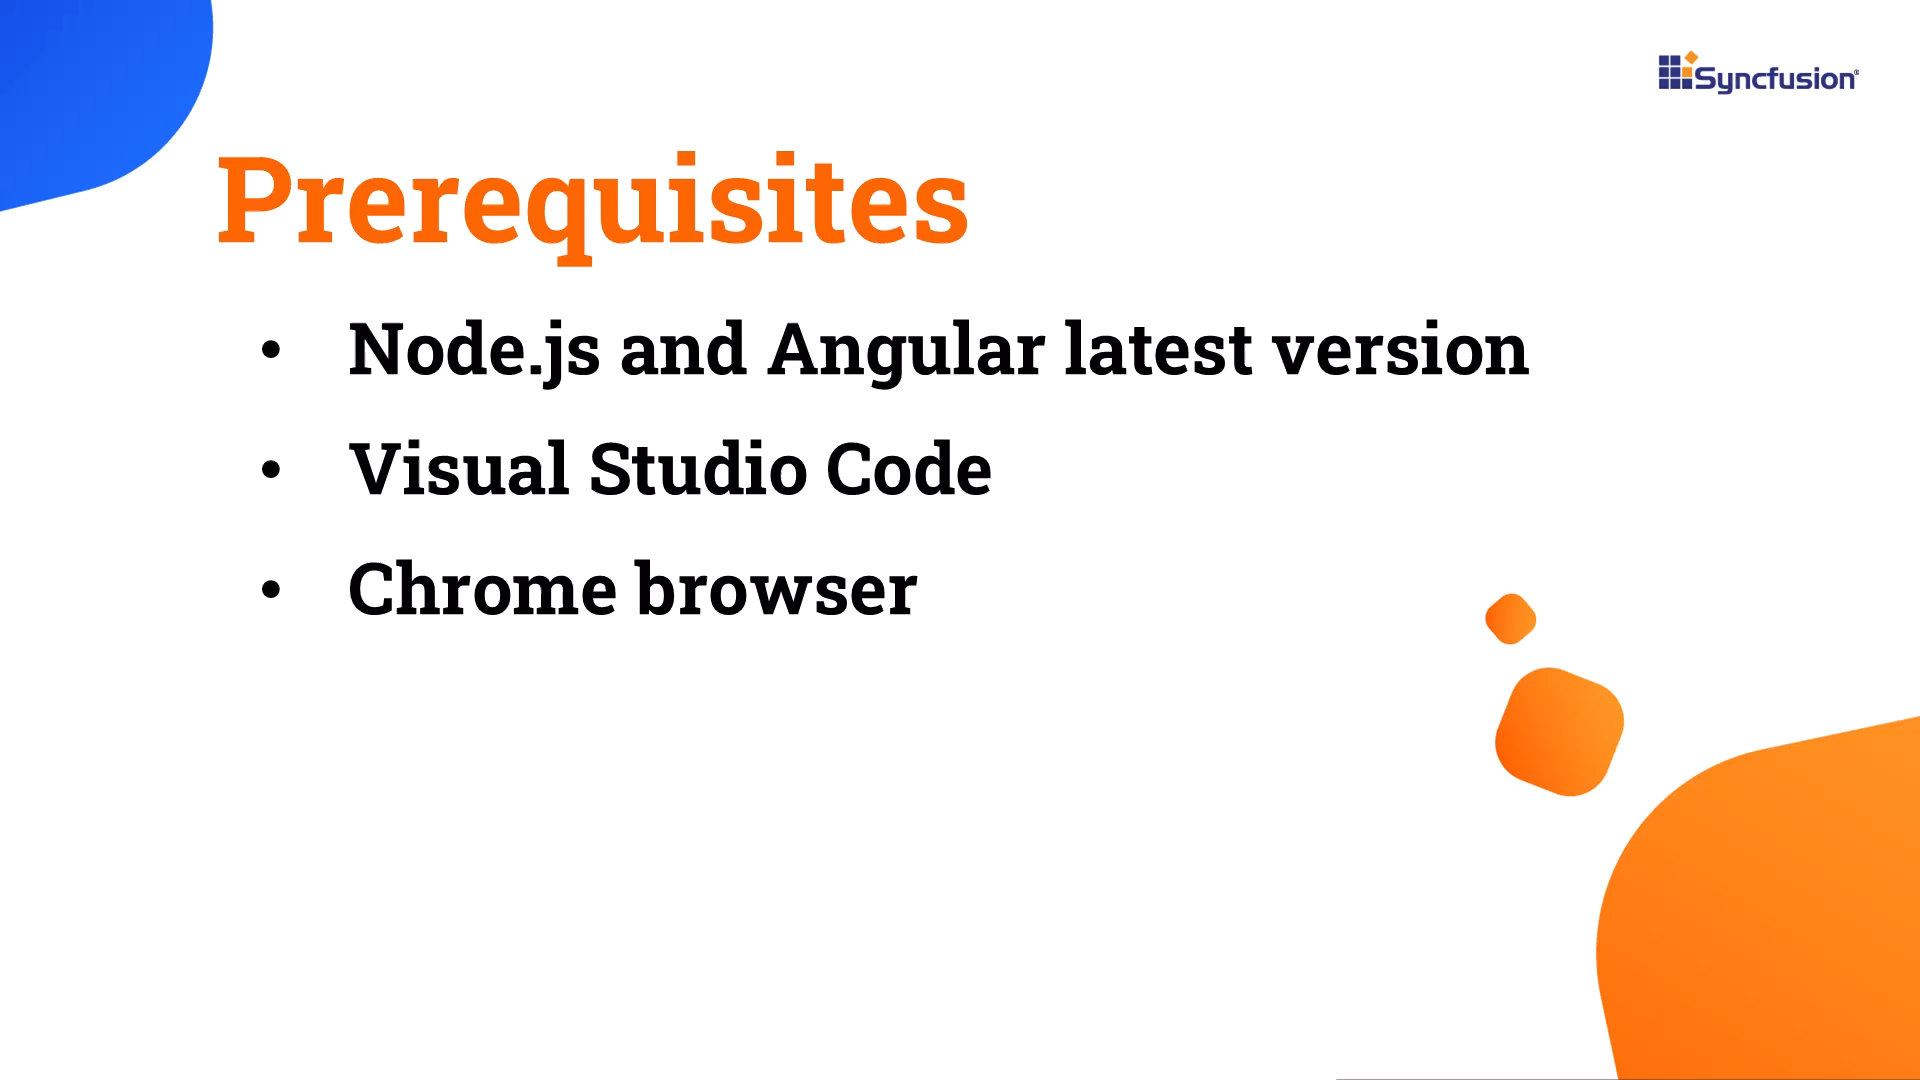 Syncfusion®
Prerequisites
• Node.js and Angular latest version
• Visual Studio Code
• Chrome browser